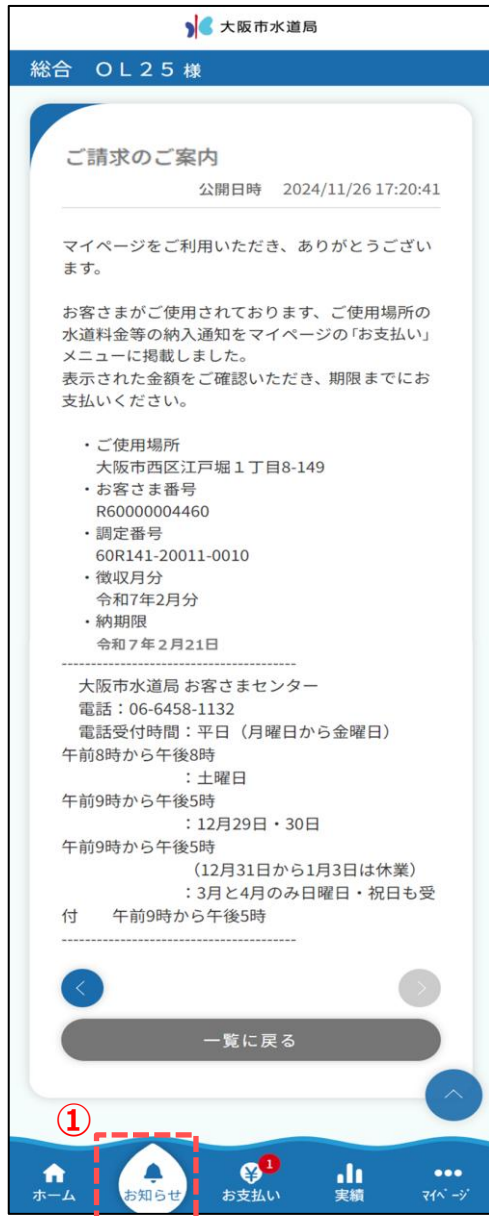 大阪市水道局
総合 OL25 様
ご請求のご案内
公開日時 2024/11/26 17:20:41
マイページをご利用いただき、ありがとうござい
ます。
お客さまがご使用されております、ご使用場所の
水道料金等の納入通知をマイページの「お支払い」
メニューに掲載しました。
表示された金額をご確認いただき、期限までにお
支払いください。
・ご使用場所
大阪市西区江戸堀１丁目8-149
・お客さま番号
R60000004460
・調定番号
60R141-20011-0010
・徴収月分
令和7年2月分
・納期限
令和７年２月21日
----------------------------------------
大阪市水道局 お客さまセンター
電話：06-6458-1132
電話受付時間：平日（月曜日から金曜日）
午前8時から午後8時
：土曜日
午前9時から午後5時
：12月29日・30日
午前9時から午後5時
（12月31日から1月3日は休業）
：3月と4月のみ日曜日・祝日も受
付　　午前9時から午後5時
----------------------------------------
一覧に戻る
①
1
ホーム お知らせ お支払い 実績 マイページ